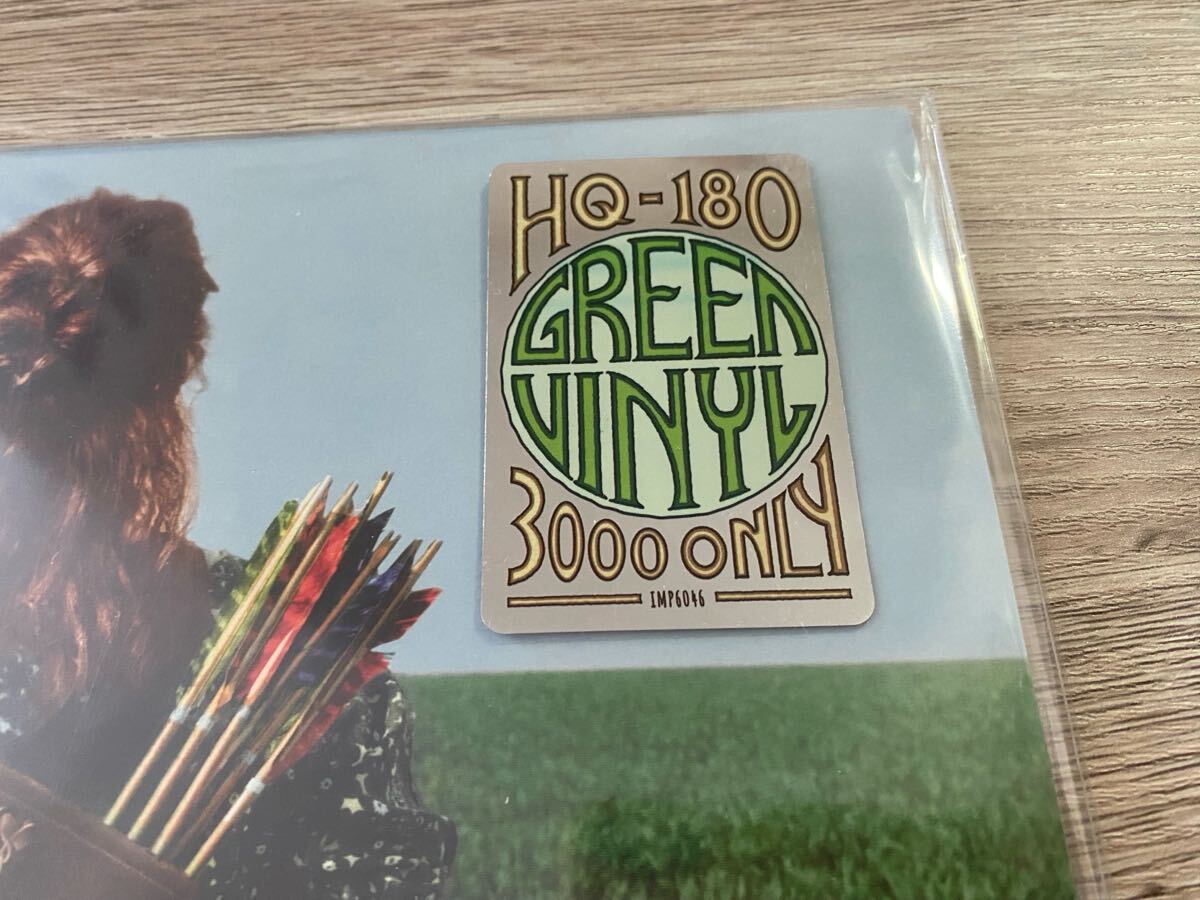 HQ-180
GREEN
VINYL
3000 ONLY
IMP6046